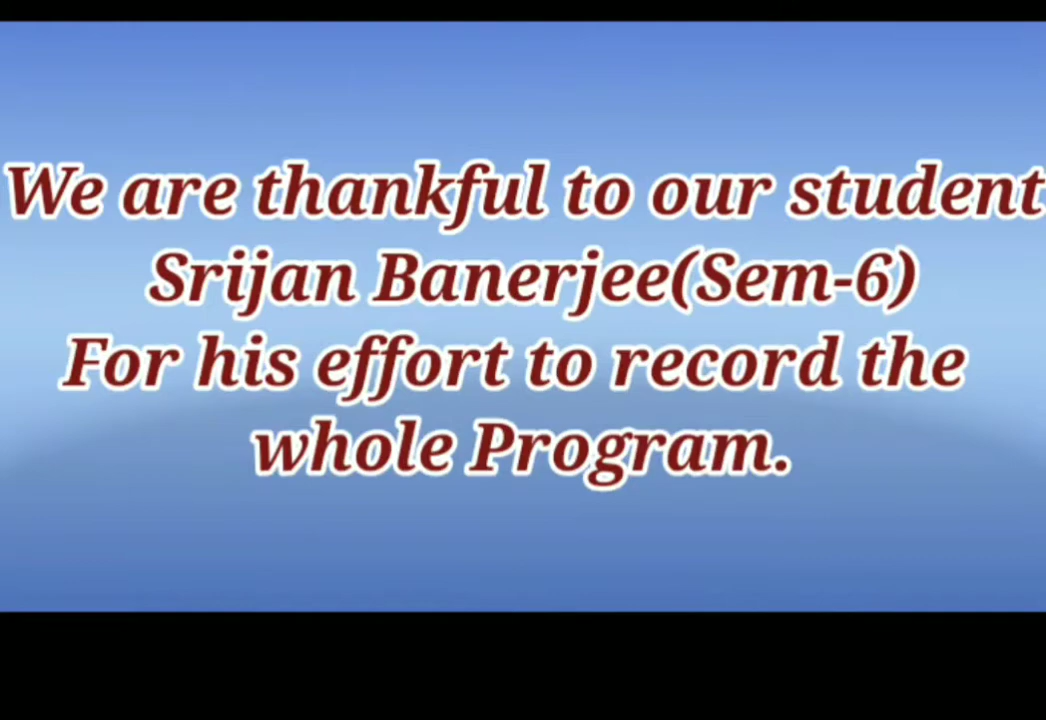 We are thankful to our student
Srijan Banerjee(Sem-6)
For his effort to record the
whole Program.